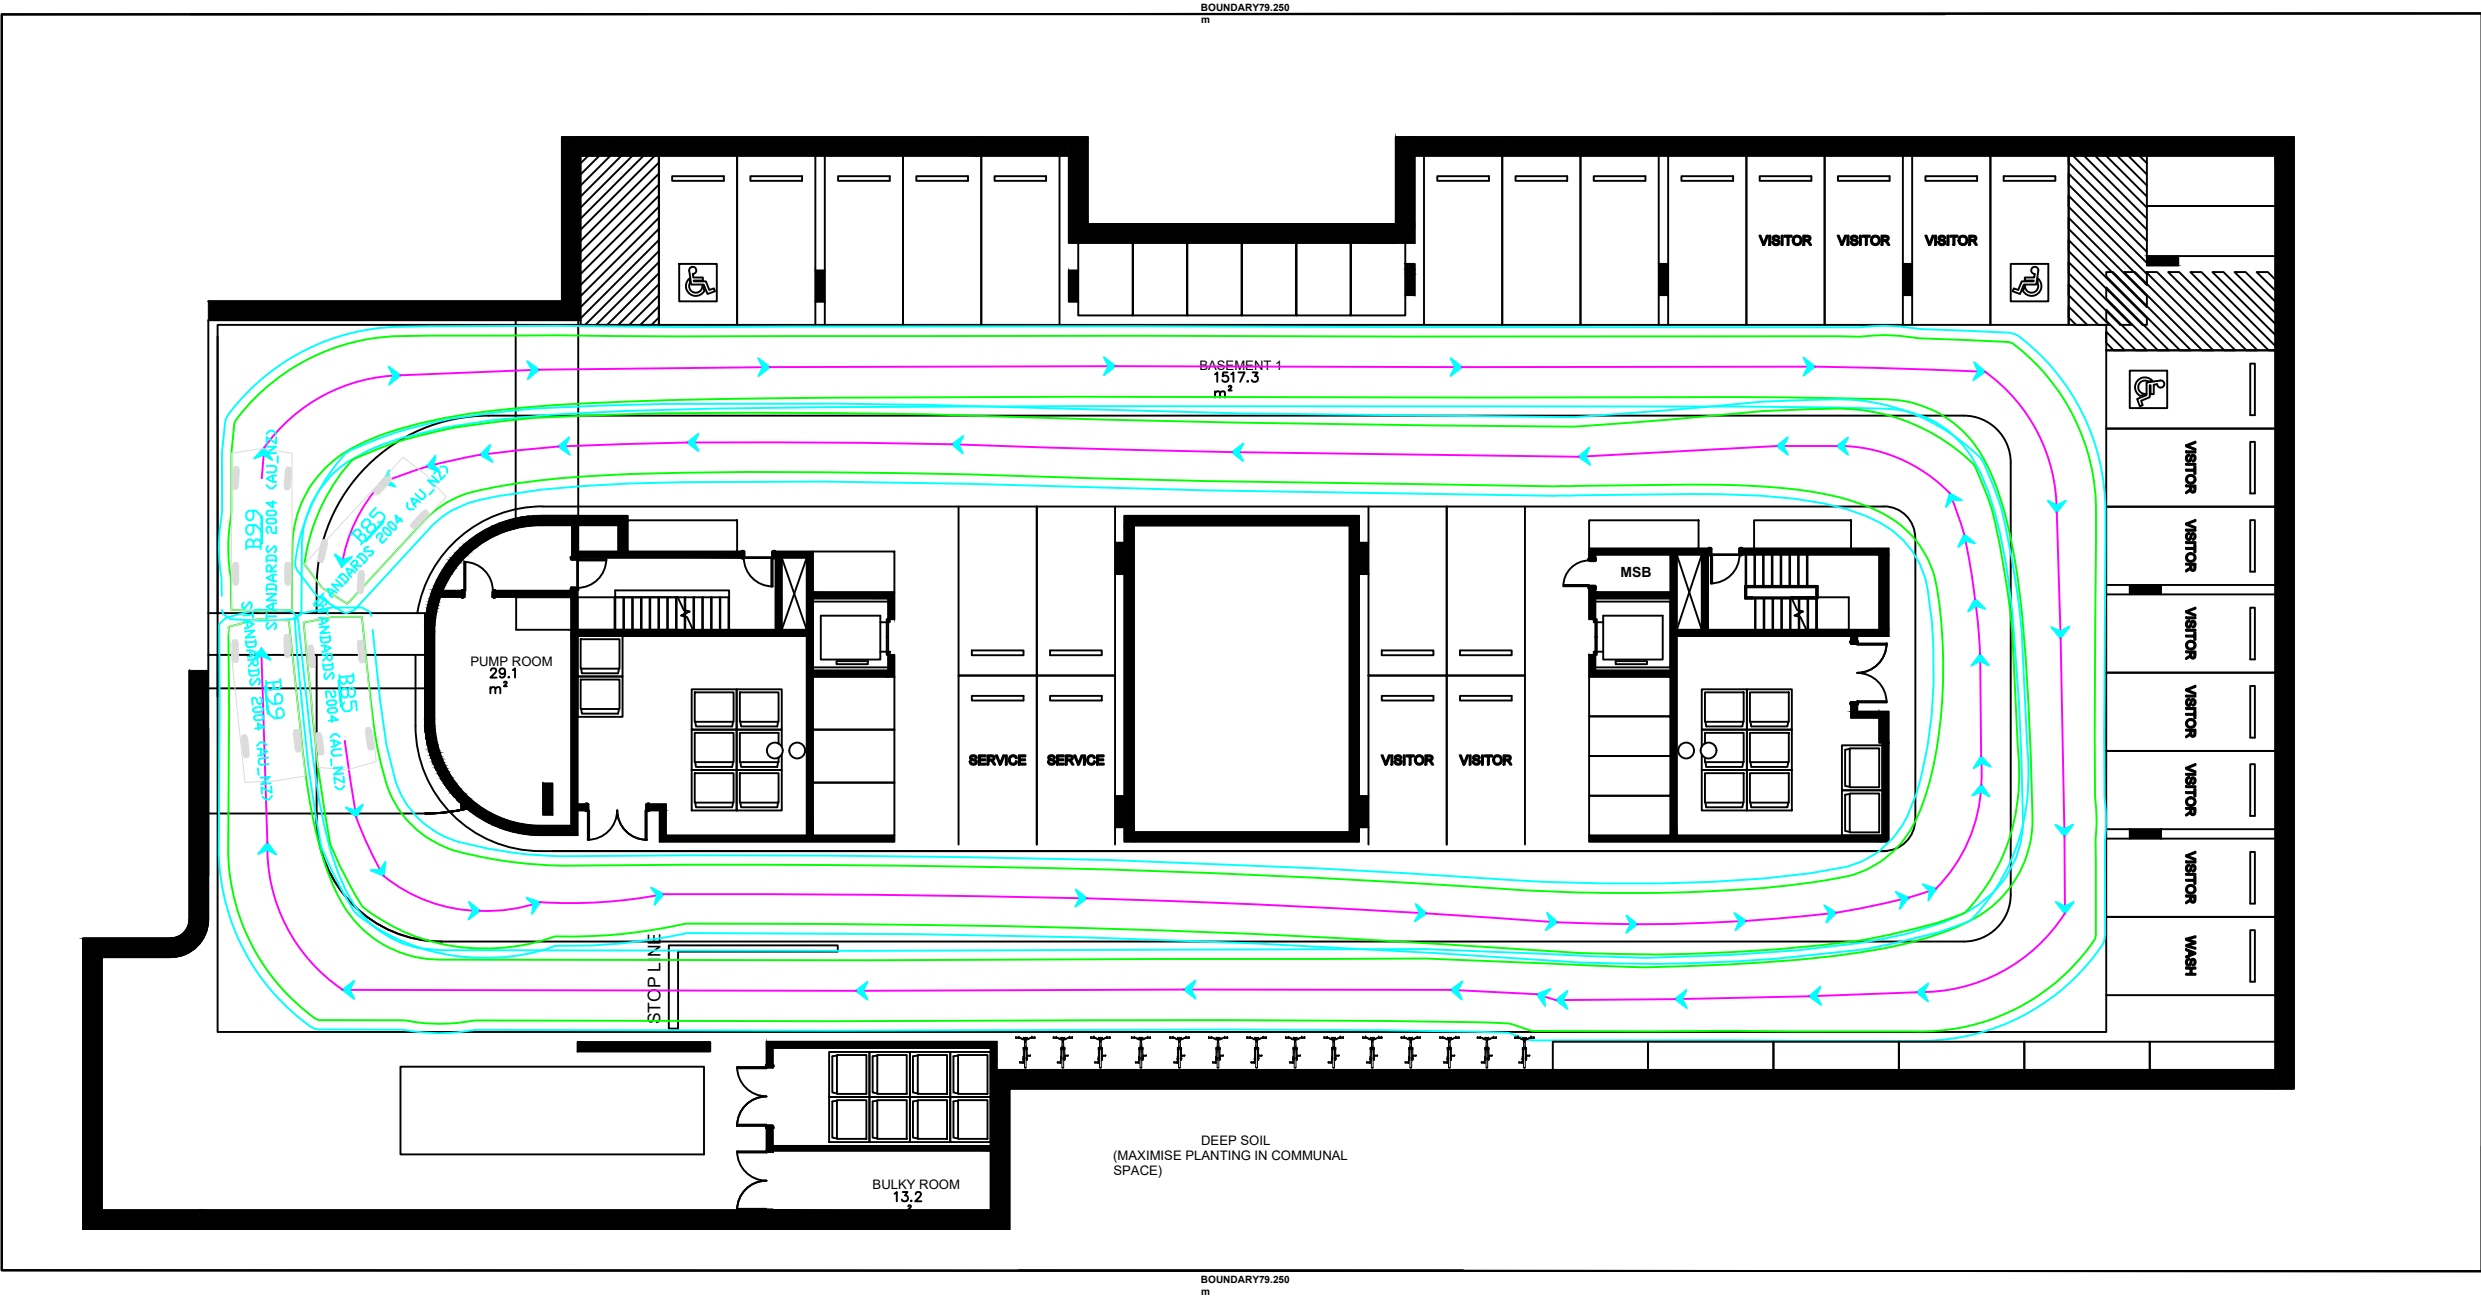 BOUNDARY79.250
m
VISITOR
VISITOR
VISITOR
BASEMENT 1
1517.3
m²
B99
STANDARDS 2004 (AU_NZ)
B85
STANDARDS 2004 (AU_NZ)
B99
STANDARDS 2004 (AU_NZ)
B85
STANDARDS 2004 (AU_NZ)
VISITOR
VISITOR
VISITOR
VISITOR
VISITOR
VISITOR
WASH
MSB
PUMP ROOM
29.1
m²
SERVICE
SERVICE
VISITOR
VISITOR
STOP LINE
DEEP SOIL
(MAXIMISE PLANTING IN COMMUNAL
SPACE)
BULKY ROOM
13.2
²
BOUNDARY79.250
m